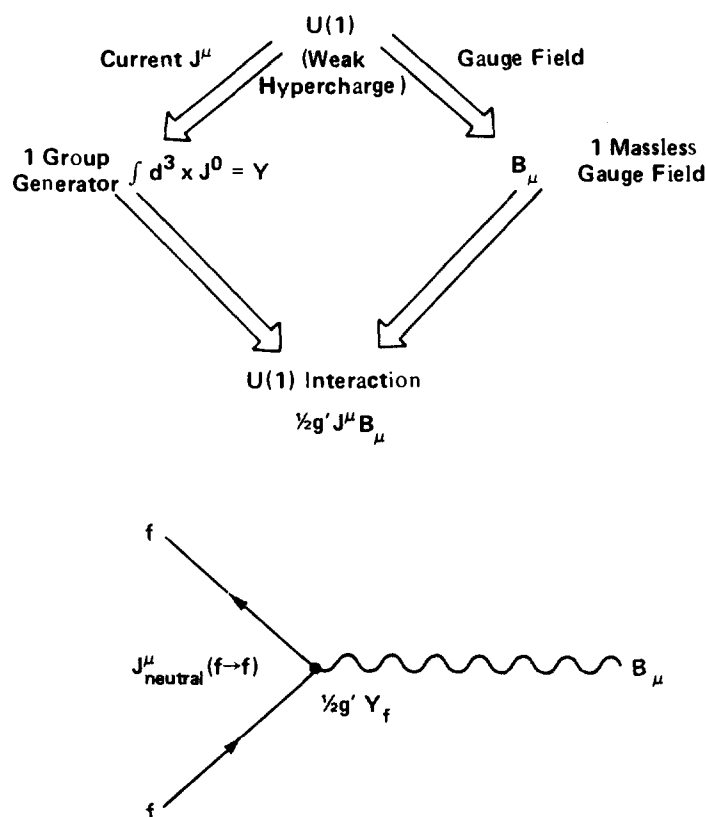 U(1)
(Weak Hypercharge)
Current J^μ
Gauge Field
1 Group Generator
∫ d³ x J⁰ = Y
B_μ
1 Massless Gauge Field
U(1) Interaction
½g′ J^μ B_μ
f
J^μ_neutral (f→f)
B_μ
½g′ Y_f
f